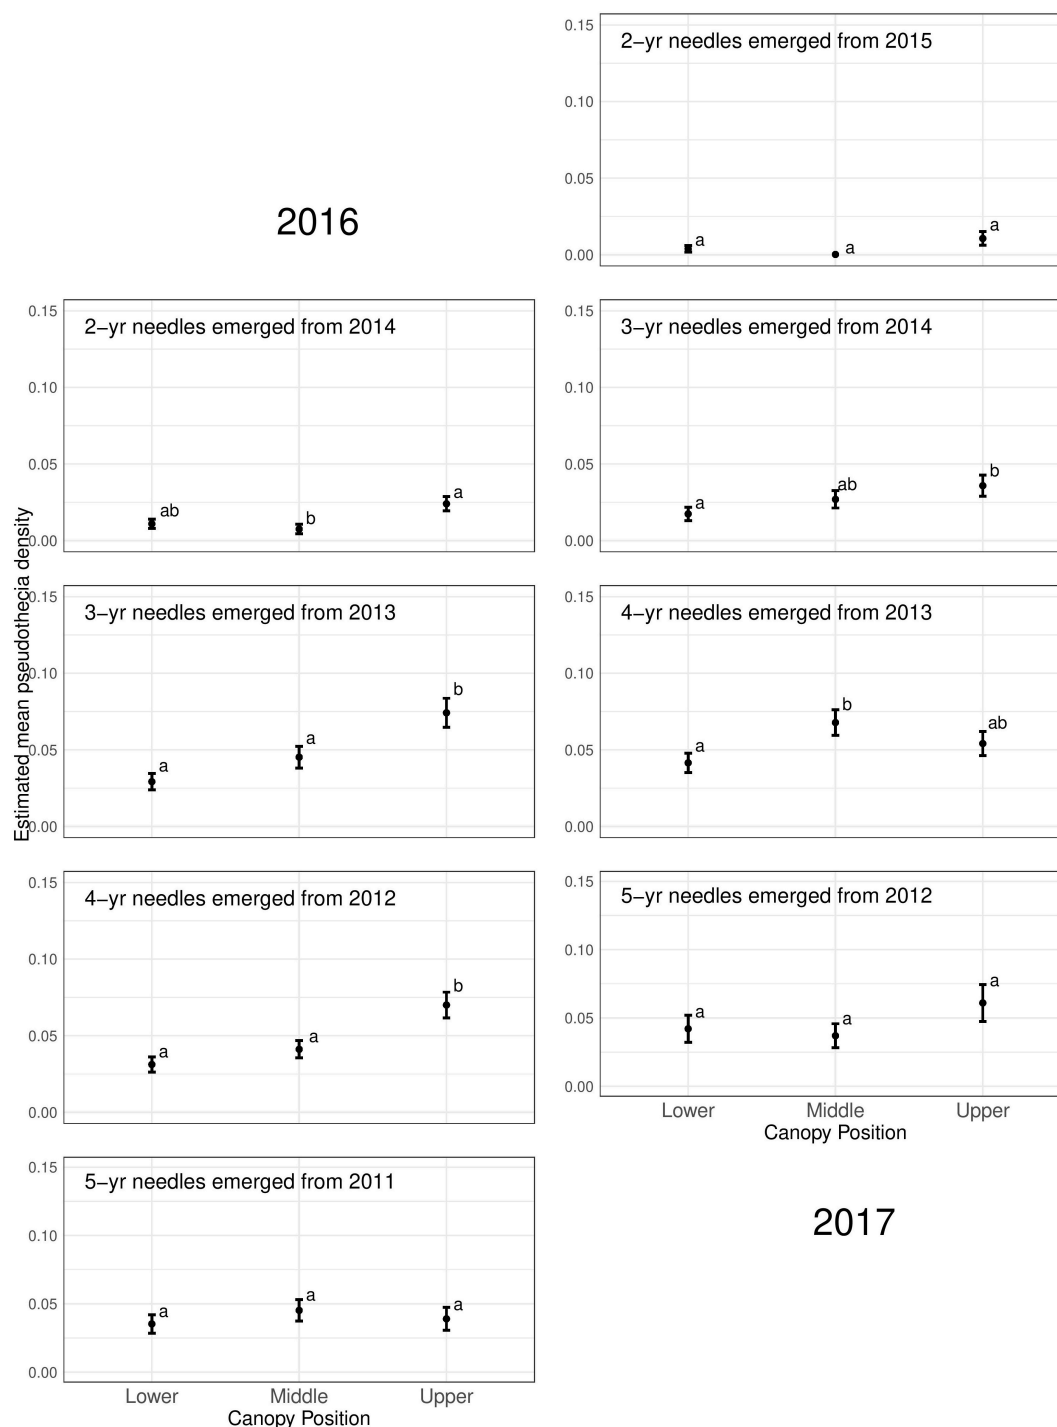 2016
Estimated mean pseudothecia density
0.15
2−yr needles emerged from 2014
0.10
0.05
ab
b
a
0.00
0.15
3−yr needles emerged from 2013
0.10
b
a
0.05
a
0.00
0.15
4−yr needles emerged from 2012
0.10
b
0.05
a
a
0.00
0.15
5−yr needles emerged from 2011
0.10
0.05
a
a
a
0.00
Lower Middle Upper
Canopy Position
0.15
2−yr needles emerged from 2015
0.10
0.05
a
a
a
0.00
0.15
3−yr needles emerged from 2014
0.10
0.05
a
ab
b
0.00
0.15
4−yr needles emerged from 2013
0.10
b
ab
0.05
a
0.00
0.15
5−yr needles emerged from 2012
0.10
a
0.05
a
a
0.00
Lower Middle Upper
Canopy Position
2017